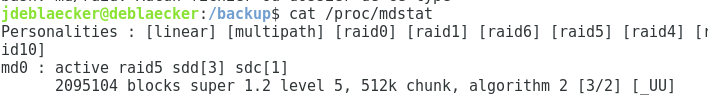 jdeblaecker@deblaecker:/backup$ cat /proc/mdstat
Personalities : [linear] [multipath] [raid0] [raid1] [raid6] [raid5] [raid4] [r
id10]
md0 : active raid5 sdd[3] sdc[1]
2095104 blocks super 1.2 level 5, 512k chunk, algorithm 2 [3/2] [_UU]